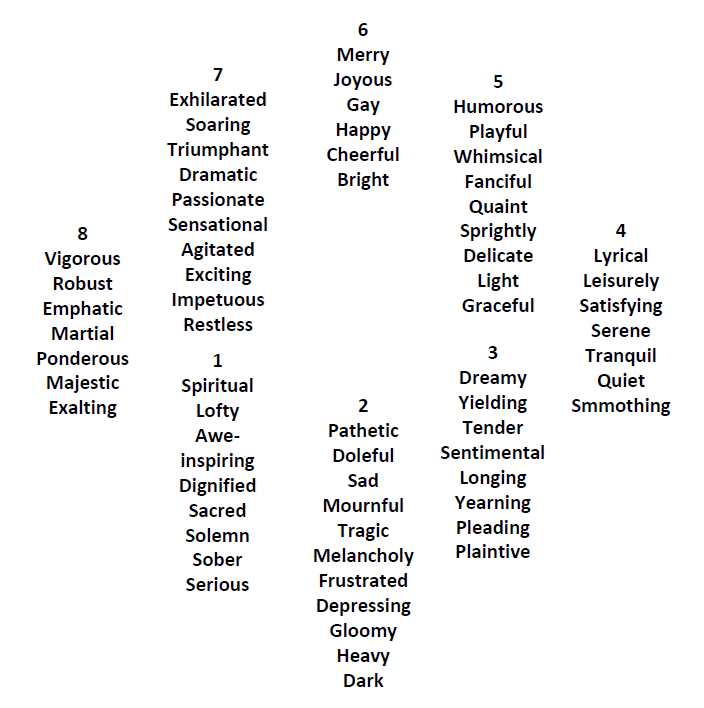 6
Merry
Joyous
Gay
Happy
Cheerful
Bright
7
Exhilarated
Soaring
Triumphant
Dramatic
Passionate
Sensational
Agitated
Exciting
Impetuous
Restless
5
Humorous
Playful
Whimsical
Fanciful
Quaint
Sprightly
Delicate
Light
Graceful
8
Vigorous
Robust
Emphatic
Martial
Ponderous
Majestic
Exalting
4
Lyrical
Leisurely
Satisfying
Serene
Tranquil
Quiet
Smmothing
1
Spiritual
Lofty
Awe-
inspiring
Dignified
Sacred
Solemn
Sober
Serious
2
Pathetic
Doleful
Sad
Mournful
Tragic
Melancholy
Frustrated
Depressing
Gloomy
Heavy
Dark
3
Dreamy
Yielding
Tender
Sentimental
Longing
Yearning
Pleading
Plaintive